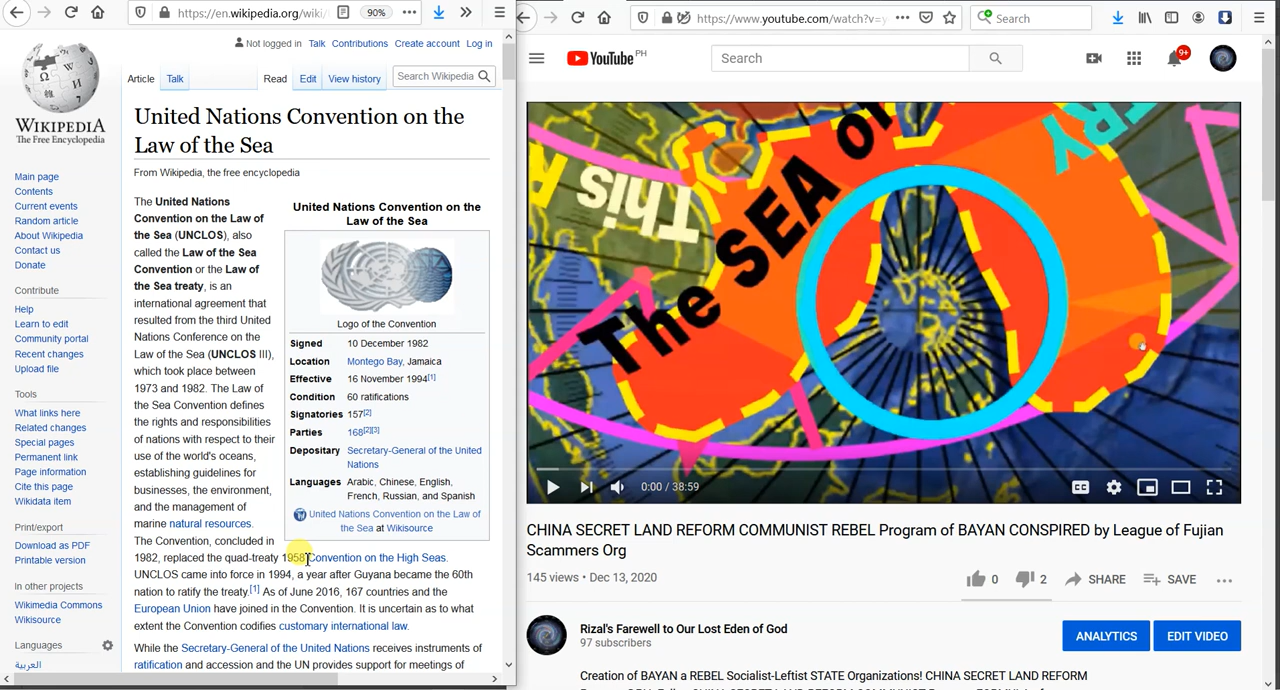 https://en.wikipedia.org/wiki/
90%
Not logged in Talk Contributions Create account Log in
Article Talk Read Edit View history Search Wikipedia
WIKIPEDIA
The Free Encyclopedia
Main page
Contents
Current events
Random article
About Wikipedia
Contact us
Donate
Contribute
Help
Learn to edit
Community portal
Recent changes
Upload file
Tools
What links here
Related changes
Special pages
Permanent link
Page information
Cite this page
Wikidata item
Print/export
Download as PDF
Printable version
In other projects
Wikimedia Commons
Wikisource
Languages
العربية
United Nations Convention on the
Law of the Sea
From Wikipedia, the free encyclopedia
The United Nations
Convention on the Law of
the Sea (UNCLOS), also
called the Law of the Sea
Convention or the Law of
the Sea treaty, is an
international agreement that
resulted from the third United
Nations Conference on the
Law of the Sea (UNCLOS III),
which took place between
1973 and 1982. The Law of
the Sea Convention defines
the rights and responsibilities
of nations with respect to their
use of the world's oceans,
establishing guidelines for
businesses, the environment,
and the management of
marine natural resources.
The Convention, concluded in
1982, replaced the quad-treaty 1958 Convention on the High Seas.
UNCLOS came into force in 1994, a year after Guyana became the 60th
nation to ratify the treaty.[1] As of June 2016, 167 countries and the
European Union have joined in the Convention. It is uncertain as to what
extent the Convention codifies customary international law.
While the Secretary-General of the United Nations receives instruments of
ratification and accession and the UN provides support for meetings of
United Nations Convention on the
Law of the Sea
Logo of the Convention
Signed 10 December 1982
Location Montego Bay, Jamaica
Effective 16 November 1994[1]
Condition 60 ratifications
Signatories 157[2]
Parties 168[2][3]
Depositary Secretary-General of the United
Nations
Languages Arabic, Chinese, English,
French, Russian, and Spanish
United Nations Convention on the Law of
the Sea at Wikisource
https://www.youtube.com/watch?v=y
Search
YouTube PH
Search
9+
This
The SEA of
0:00 / 38:59
CC
CHINA SECRET LAND REFORM COMMUNIST REBEL Program of BAYAN CONSPIRED by League of Fujian
Scammers Org
145 views • Dec 13, 2020
0 2 SHARE SAVE
Rizal's Farewell to Our Lost Eden of God
97 subscribers
ANALYTICS EDIT VIDEO
Creation of BAYAN a REBEL Socialist-Leftist STATE Organizations! CHINA SECRET LAND REFORM